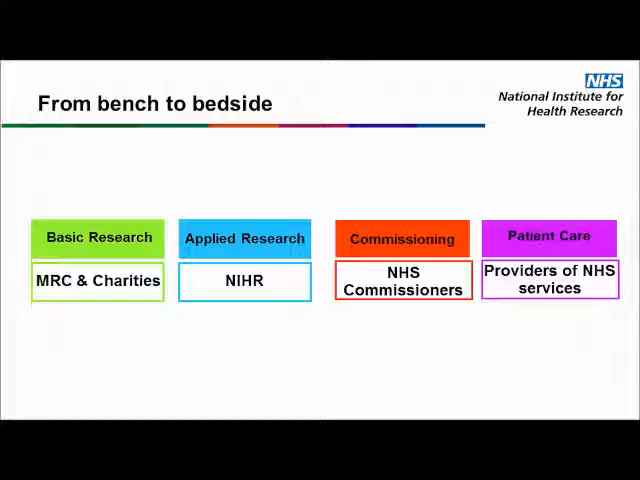 From bench to bedside
NHS
National Institute for
Health Research
Basic Research
MRC & Charities
Applied Research
NIHR
Commissioning
NHS
Commissioners
Patient Care
Providers of NHS
services